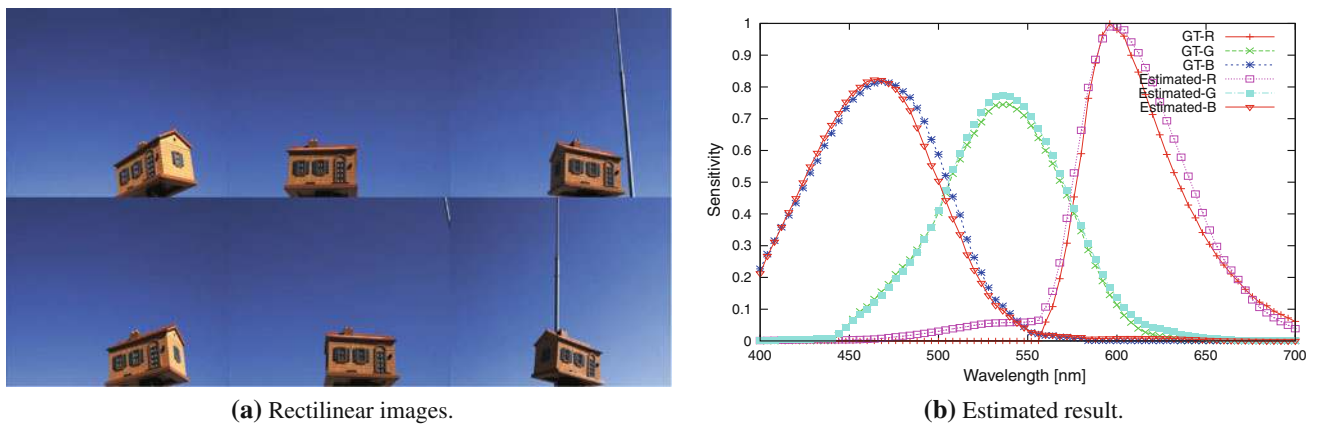 1
0.9
0.8
0.7
0.6
0.5
0.4
0.3
0.2
0.1
0
Sensitivity
GT-R
GT-G
GT-B
Estimated-R
Estimated-G
Estimated-B
400 450 500 550 600 650 700
Wavelength [nm]
(a) Rectilinear images.
(b) Estimated result.